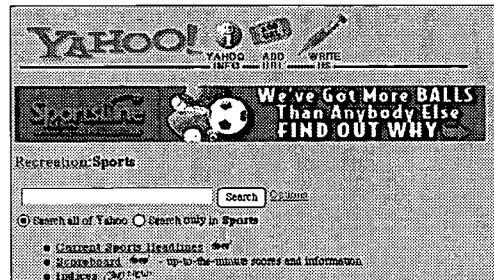 YAHOO!
YAHOO INFO ADD URL WRITE US
Sportsline We've Got More BALLS
Than Anybody Else
FIND OUT WHY
Recreation:Sports
Search Options
Search all of Yahoo Search only in Sports
Current Sports Headlines
Scoreboard - up-to-the-minute scores and information
Indices